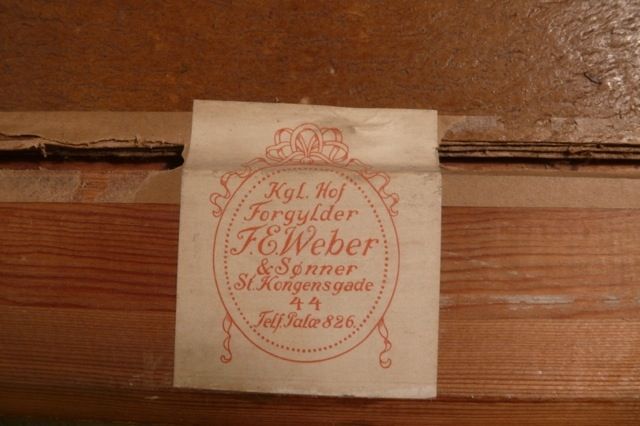 Kgl. Hof
Forgylder
F.E. Weber
& Sønner
St. Kongensgade
44
Telf. Palæ 826.